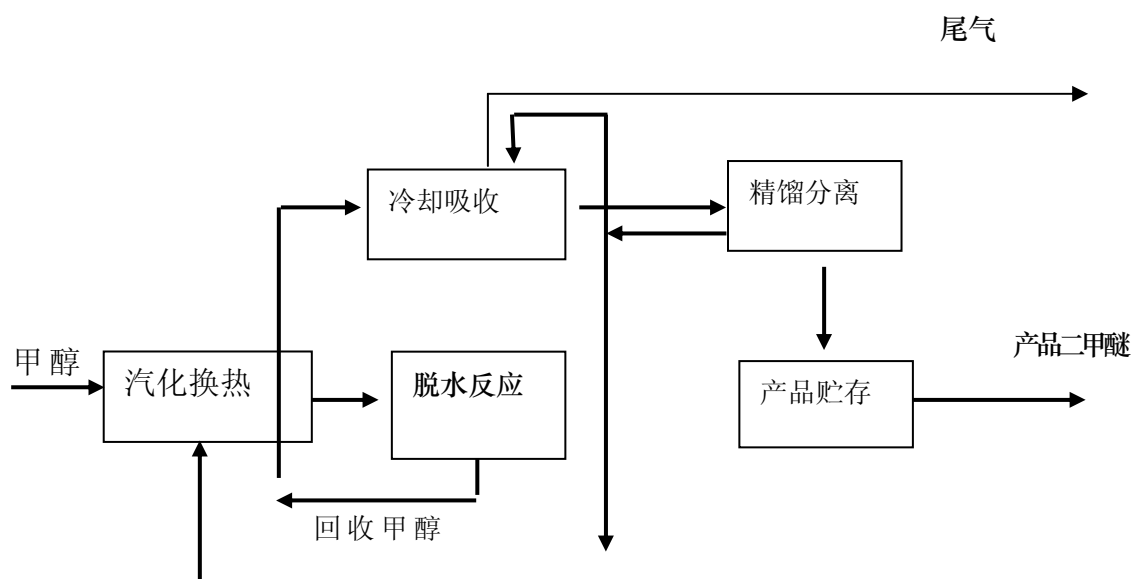 尾气
冷却吸收
精馏分离
甲醇
汽化换热
脱水反应
产品二甲醚
产品贮存
回收甲醇